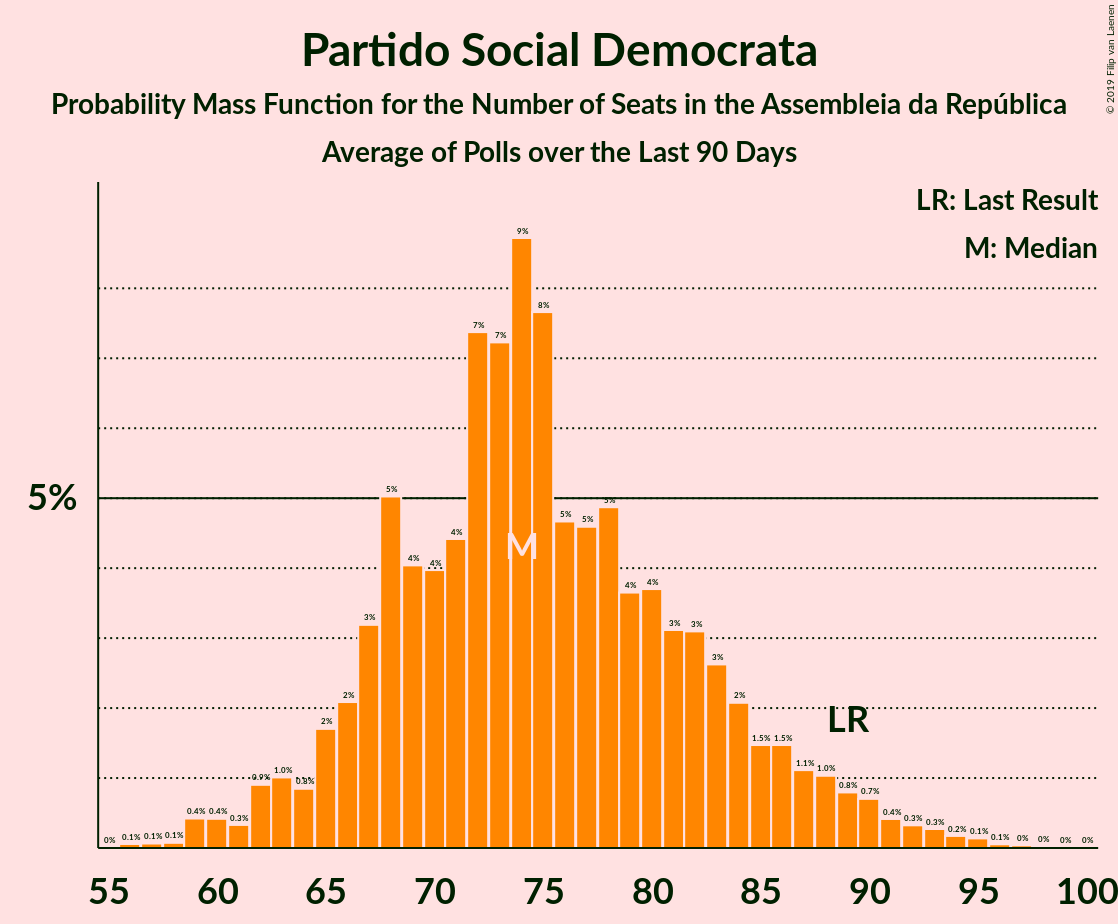 Partido Social Democrata
Probability Mass Function for the Number of Seats in the Assembleia da República
Average of Polls over the Last 90 Days
© 2019 Filip van Laenen
LR: Last Result
M: Median
5%
0% 0.1% 0.1% 0.1% 0.4% 0.4% 0.3% 0.9% 1.0% 0.8% 2% 2% 3% 5% 4% 4% 4% 7% 7% 9% 8% 5% 5% 5% 4% 4% 3% 3% 3% 2% 1.5% 1.5% 1.1% 1.0% 0.8% 0.7% 0.4% 0.3% 0.3% 0.2% 0.1% 0.1% 0% 0% 0% 0%
M
LR
55 60 65 70 75 80 85 90 95 100